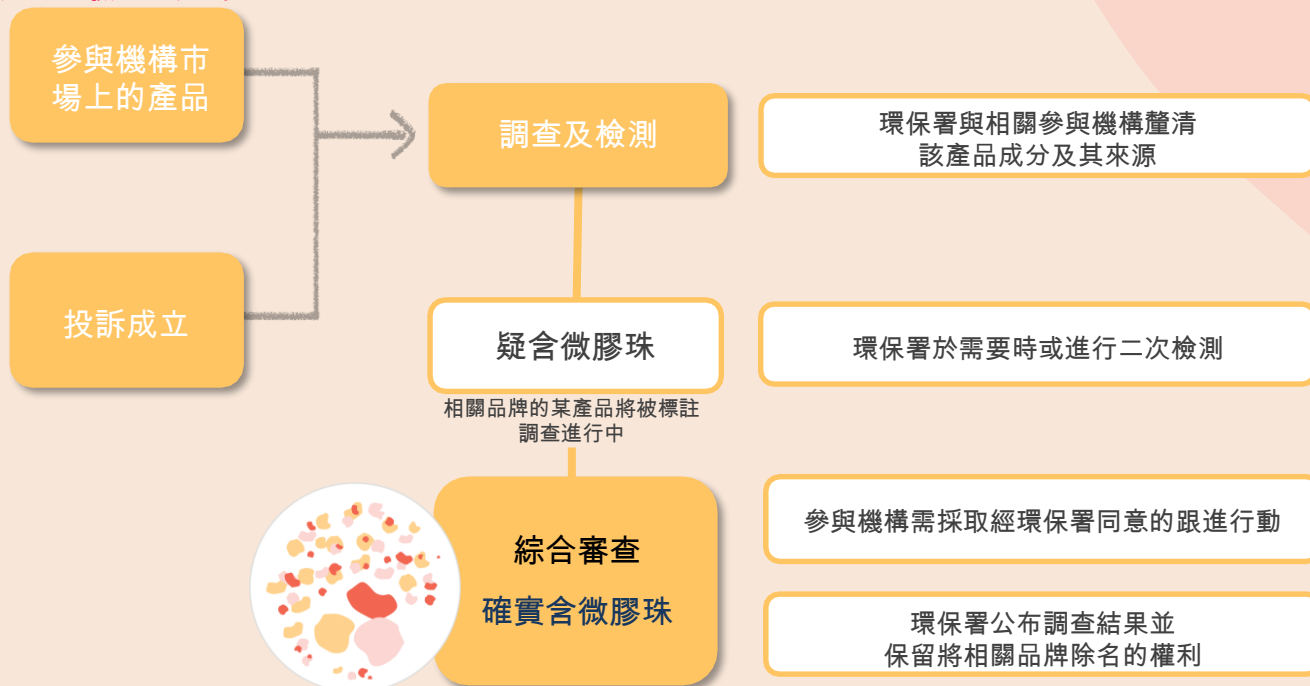 參與機構市
場上的產品
調查及檢測
環保署與相關參與機構釐清
該產品成分及其來源
投訴成立
疑含微膠珠
環保署於需要時或進行二次檢測
相關品牌的某產品將被標註
調查進行中
綜合審查
確實含微膠珠
參與機構需採取經環保署同意的跟進行動
環保署公布調查結果並
保留將相關品牌除名的權利